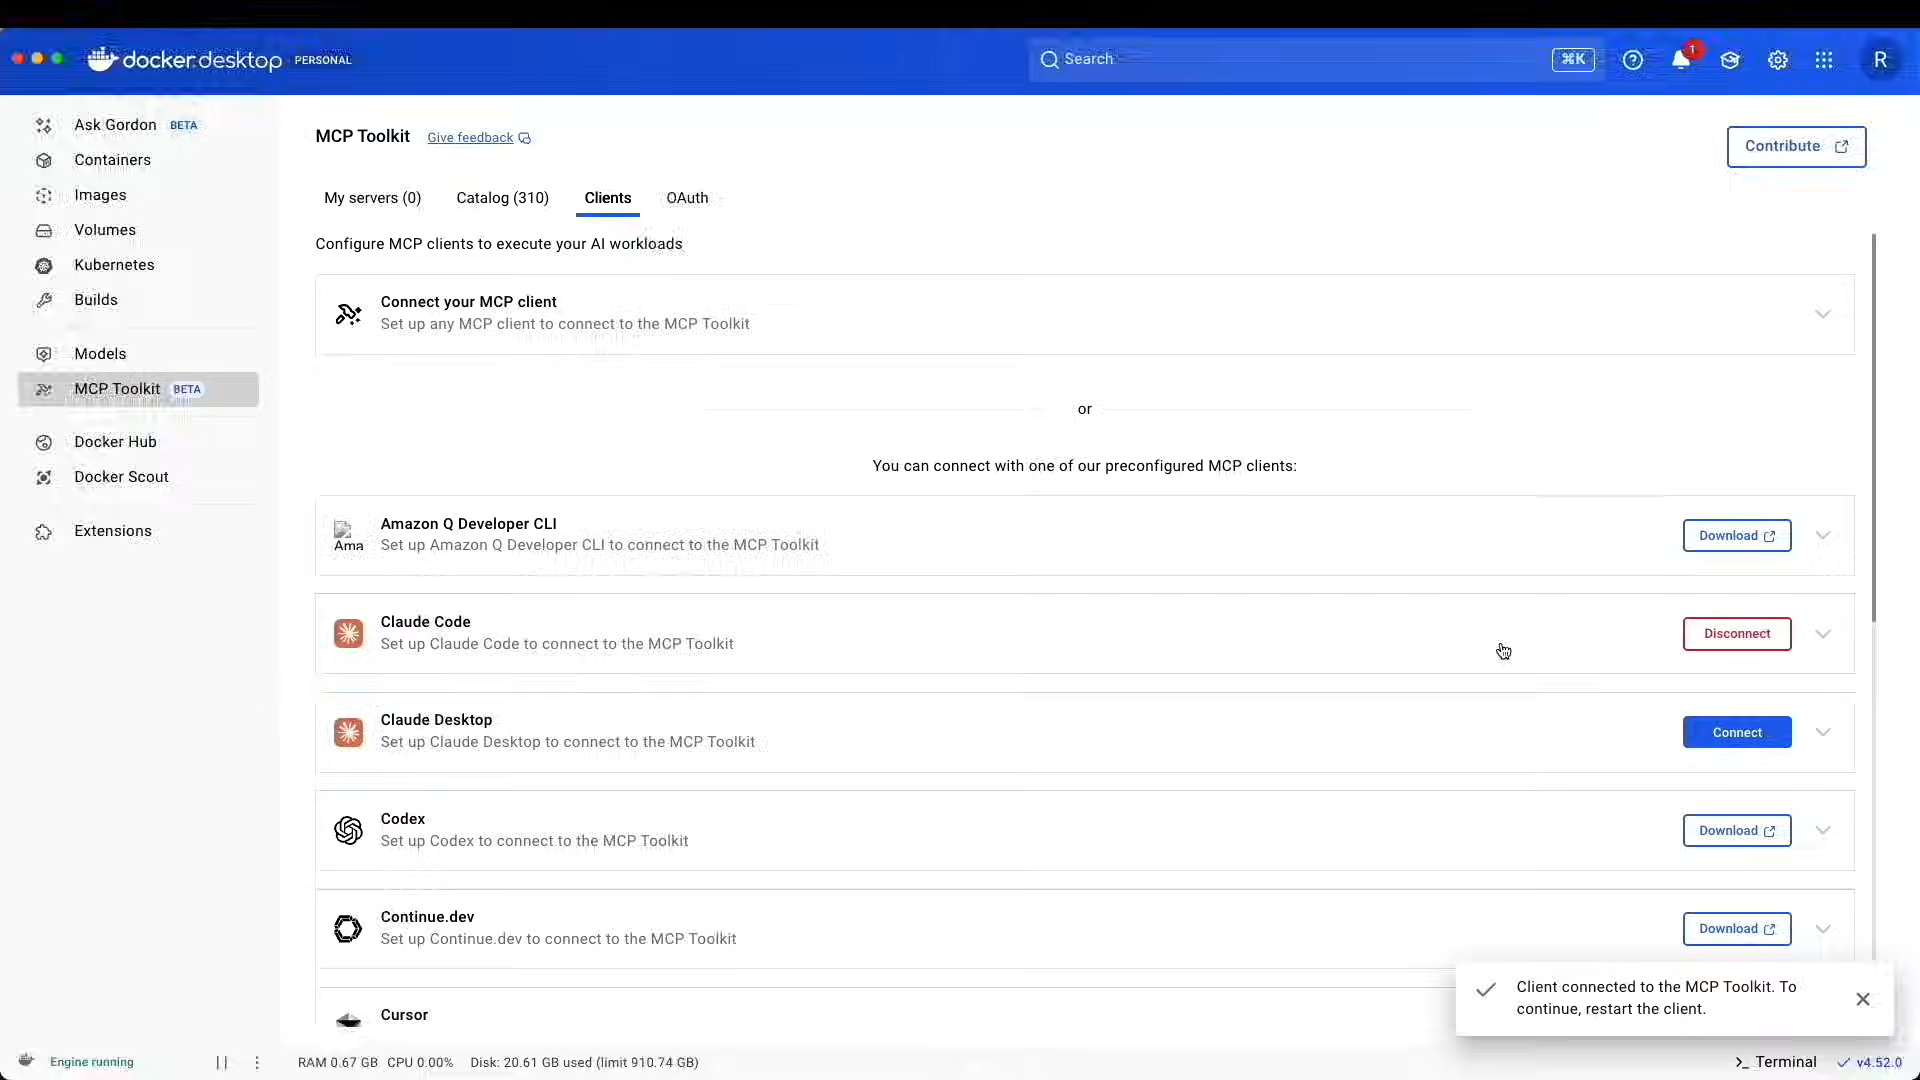 docker.desktop PERSONAL
Search
⌘K
1
R
Ask Gordon BETA
Containers
Images
Volumes
Kubernetes
Builds
Models
MCP Toolkit BETA
Docker Hub
Docker Scout
Extensions
MCP Toolkit Give feedback
Contribute
My servers (0) Catalog (310) Clients OAuth
Configure MCP clients to execute your AI workloads
Connect your MCP client
Set up any MCP client to connect to the MCP Toolkit
or
You can connect with one of our preconfigured MCP clients:
Ama
Amazon Q Developer CLI
Set up Amazon Q Developer CLI to connect to the MCP Toolkit
Download
Claude Code
Set up Claude Code to connect to the MCP Toolkit
Disconnect
Claude Desktop
Set up Claude Desktop to connect to the MCP Toolkit
Connect
Codex
Set up Codex to connect to the MCP Toolkit
Download
Continue.dev
Set up Continue.dev to connect to the MCP Toolkit
Download
Cursor
Client connected to the MCP Toolkit. To
continue, restart the client.
Engine running
RAM 0.67 GB CPU 0.00% Disk: 20.61 GB used (limit 910.74 GB)
>_ Terminal
v4.52.0